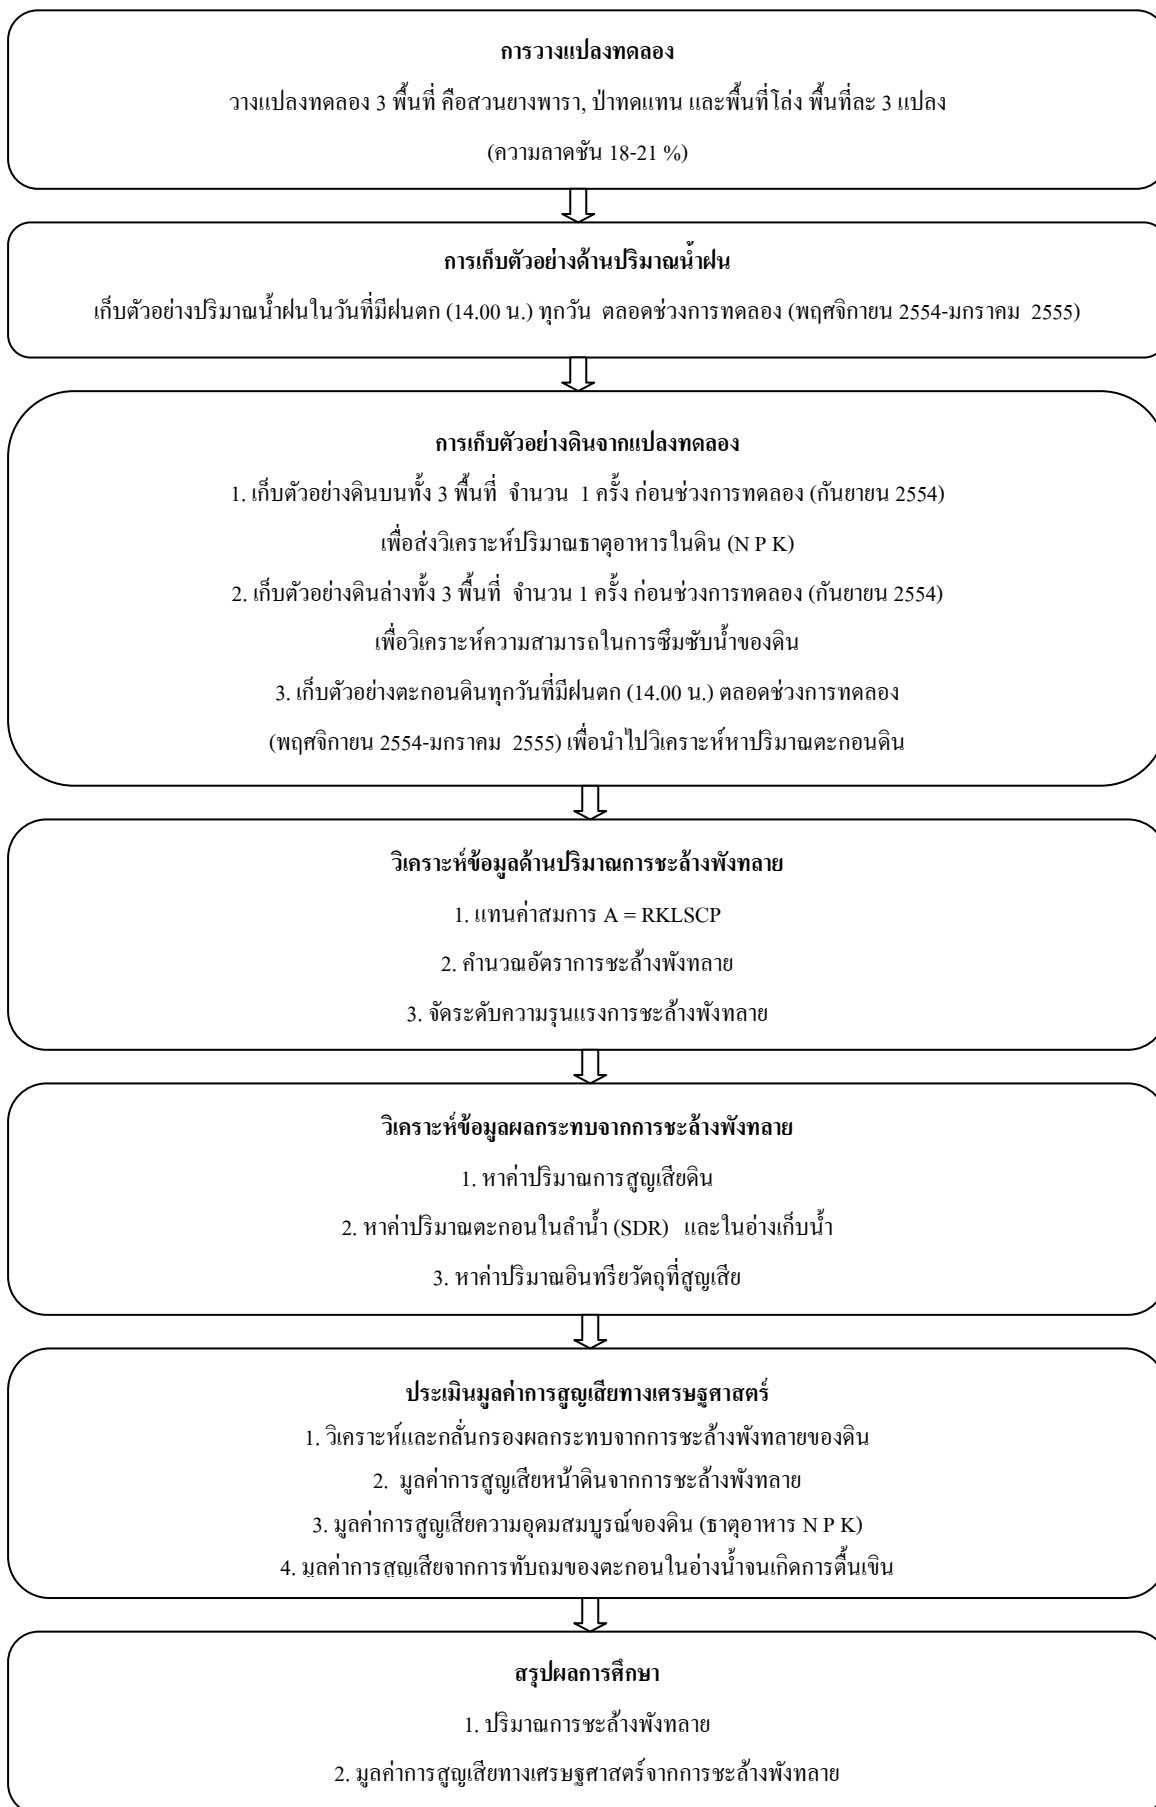 การวางแปลงทดลอง
วางแปลงทดลอง 3 พื้นที่ คือสวนยางพารา, ป่าทดแทน และพื้นที่โล่ง พื้นที่ละ 3 แปลง
(ความลาดชัน 18-21 %)
การเก็บตัวอย่างด้านปริมาณน้ำฝน
เก็บตัวอย่างปริมาณน้ำฝนในวันที่มีฝนตก (14.00 น.) ทุกวัน ตลอดช่วงการทดลอง (พฤศจิกายน 2554-มกราคม 2555)
การเก็บตัวอย่างดินจากแปลงทดลอง
1. เก็บตัวอย่างดินบนทั้ง 3 พื้นที่ จำนวน 1 ครั้ง ก่อนช่วงการทดลอง (กันยายน 2554)
เพื่อส่งวิเคราะห์ปริมาณธาตุอาหารในดิน (N P K)
2. เก็บตัวอย่างดินล่างทั้ง 3 พื้นที่ จำนวน 1 ครั้ง ก่อนช่วงการทดลอง (กันยายน 2554)
เพื่อวิเคราะห์ความสามารถในการซึมซับน้ำของดิน
3. เก็บตัวอย่างตะกอนดินทุกวันที่มีฝนตก (14.00 น.) ตลอดช่วงการทดลอง
(พฤศจิกายน 2554-มกราคม 2555) เพื่อนำไปวิเคราะห์หาปริมาณตะกอนดิน
วิเคราะห์ข้อมูลด้านปริมาณการชะล้างพังทลาย
1. แทนค่าสมการ A = RKLSCP
2. คำนวณอัตราการชะล้างพังทลาย
3. จัดระดับความรุนแรงการชะล้างพังทลาย
วิเคราะห์ข้อมูลผลกระทบจากการชะล้างพังทลาย
1. หาค่าปริมาณการสูญเสียดิน
2. หาค่าปริมาณตะกอนในลำน้ำ (SDR) และในอ่างเก็บน้ำ
3. หาค่าปริมาณอินทรียวัตถุที่สูญเสีย
ประเมินมูลค่าการสูญเสียทางเศรษฐศาสตร์
1. วิเคราะห์และกลั่นกรองผลกระทบจากการชะล้างพังทลายของดิน
2. มูลค่าการสูญเสียหน้าดินจากการชะล้างพังทลาย
3. มูลค่าการสูญเสียความอุดมสมบูรณ์ของดิน (ธาตุอาหาร N P K)
4. มูลค่าการสูญเสียจากการทับถมของตะกอนในอ่างน้ำจนเกิดการตื้นเขิน
สรุปผลการศึกษา
1. ปริมาณการชะล้างพังทลาย
2. มูลค่าการสูญเสียทางเศรษฐศาสตร์จากการชะล้างพังทลาย